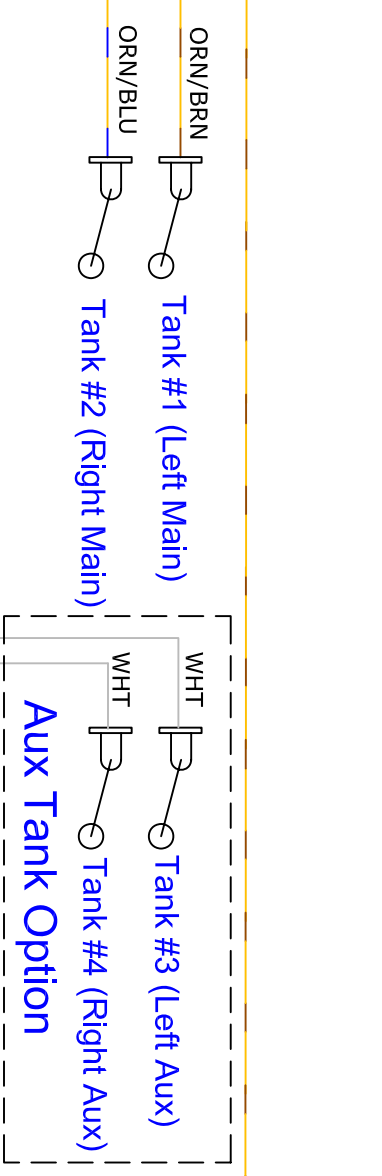 ORN/BRN
ORN/BLU
Tank #1 (Left Main)
Tank #2 (Right Main)
WHT
WHT
Tank #3 (Left Aux)
Tank #4 (Right Aux)
Aux Tank Option